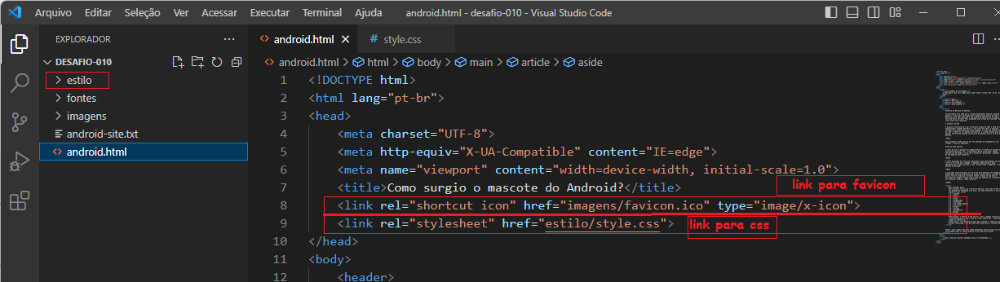 Arquivo Editar Seleção Ver Acessar Executar Terminal Ajuda android.html - desafio-010 - Visual Studio Code
EXPLORADOR ···
android.html
# style.css
DESAFIO-010
android.html > html > body > main > article > aside
estilo
fontes
imagens
android-site.txt
android.html
1 <!DOCTYPE html>
2 <html lang="pt-br">
3 <head>
4 <meta charset="UTF-8">
5 <meta http-equiv="X-UA-Compatible" content="IE=edge">
6 <meta name="viewport" content="width=device-width, initial-scale=1.0">
7 <title>Como surgio o mascote do Android?</title>
link para favicon
8 <link rel="shortcut icon" href="imagens/favicon.ico" type="image/x-icon">
9 <link rel="stylesheet" href="estilo/style.css">
link para css
10 </head>
11 <body>
12 <header>